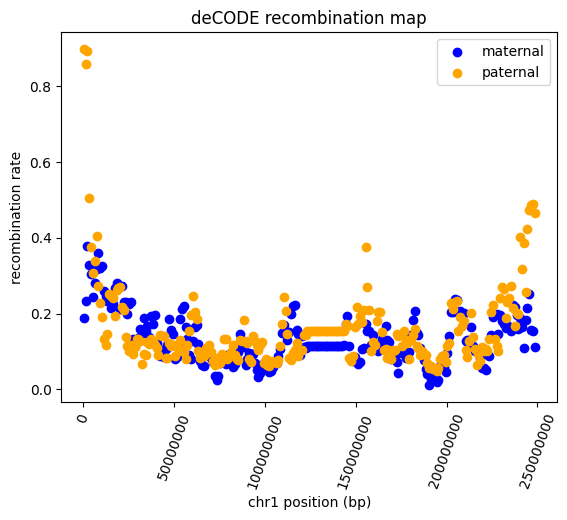 deCODE recombination map
maternal
paternal
recombination rate
0.8
0.6
0.4
0.2
0.0
0
50000000
100000000
150000000
200000000
250000000
chr1 position (bp)